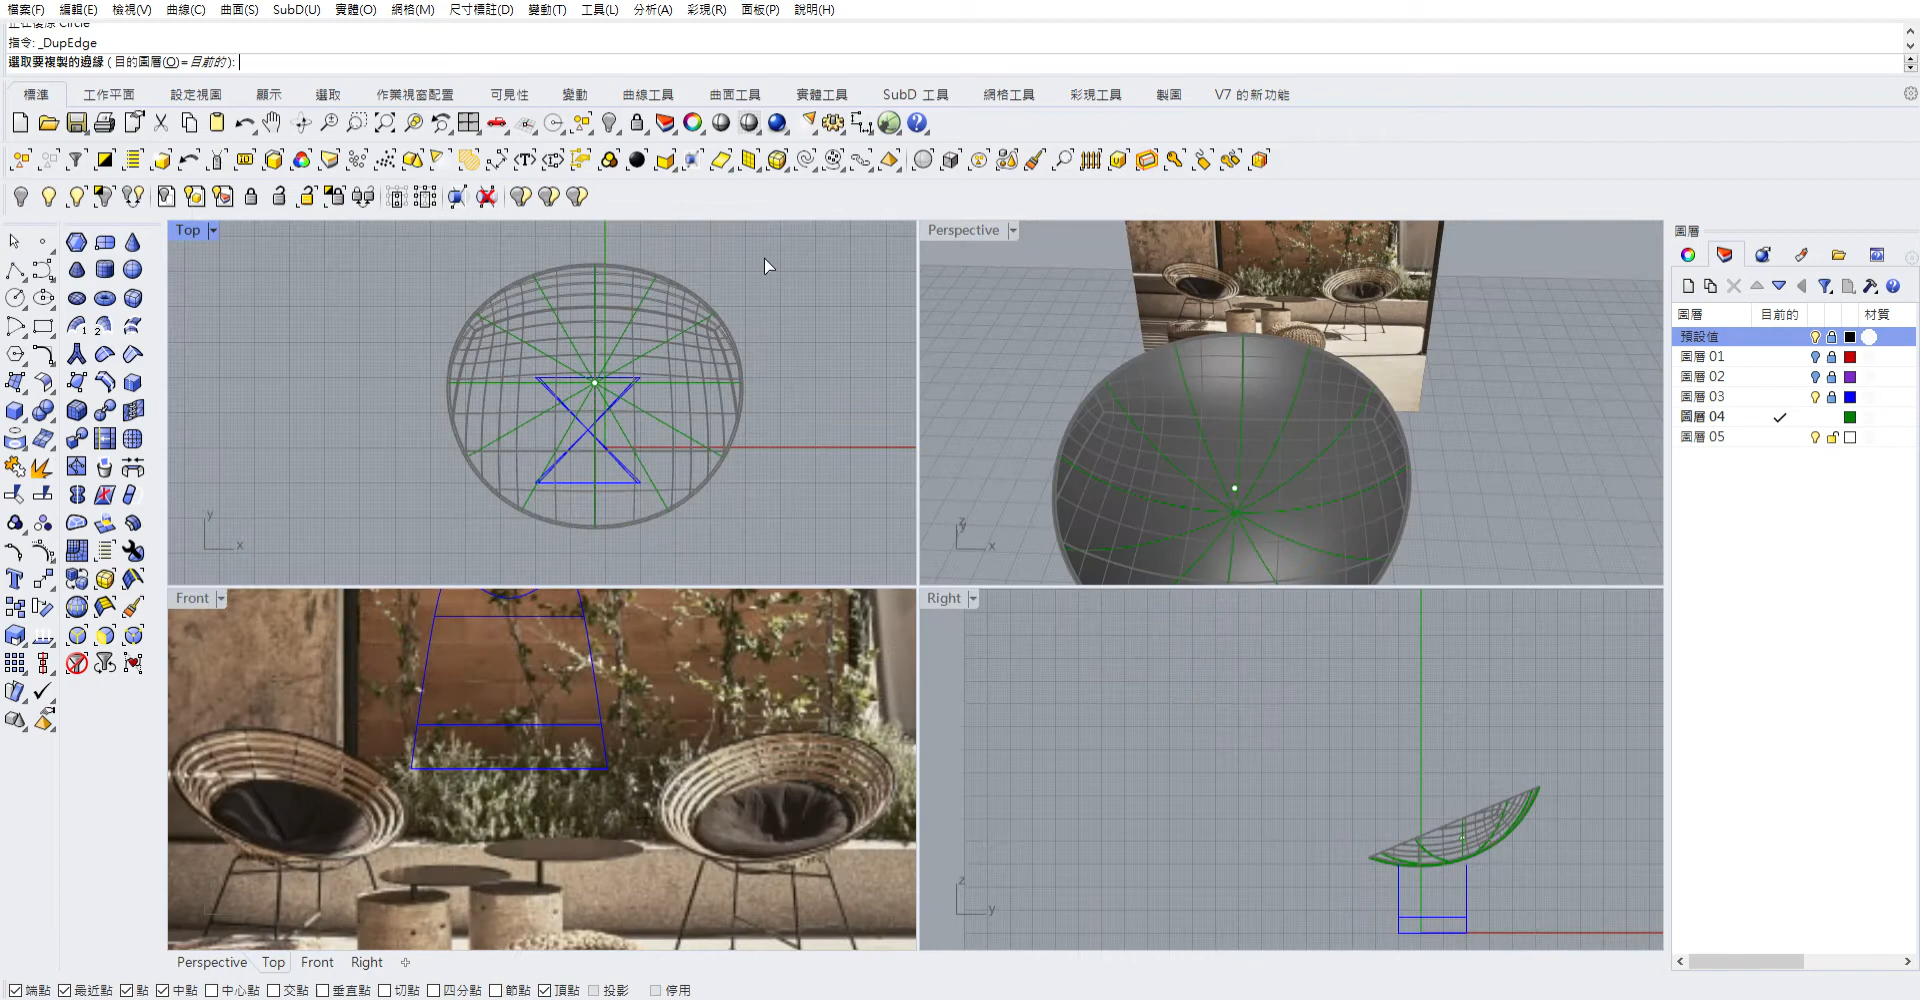 檔案(F) 編輯(E) 檢視(V) 曲線(C) 曲面(S) SubD(U) 實體(O) 網格(M) 尺寸標註(D) 變動(T) 工具(L) 分析(A) 彩現(R) 面板(P) 說明(H)
正在復原 Circle
指令: _DupEdge
選取要複製的邊緣 ( 目的圖層(O)= 目前的 ):
標準 工作平面 設定視圖 顯示 選取 作業視窗配置 可見性 變動 曲線工具 曲面工具 實體工具 SubD 工具 網格工具 彩現工具 製圖 V7 的新功能
Top
y
x
Perspective
z
y
x
Front
Right
z
y
圖層
圖層 目前的 材質
預設值
圖層 01
圖層 02
圖層 03
圖層 04
圖層 05
Perspective Top Front Right
端點 最近點 點 中點 中心點 交點 垂直點 切點 四分點 節點 頂點 投影 停用